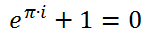 e^{π·i} + 1 = 0